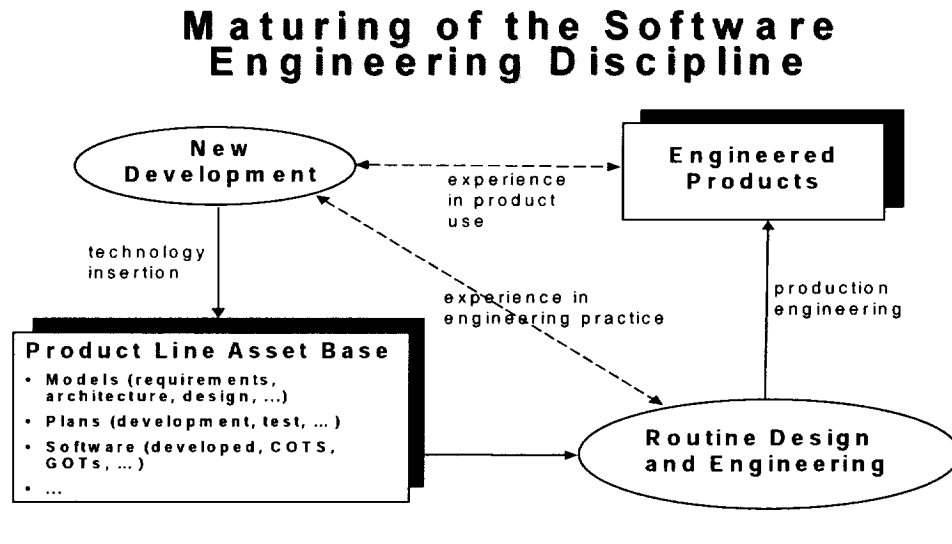 Maturing of the Software
Engineering Discipline
New
Development
Engineered
Products
experience
in product
use
technology
insertion
experience in
engineering practice
production
engineering
Product Line Asset Base
• Models (requirements,
architecture, design, ...)
• Plans (development, test, ... )
• Software (developed, COTS,
GOTs, ... )
• ...
Routine Design
and Engineering